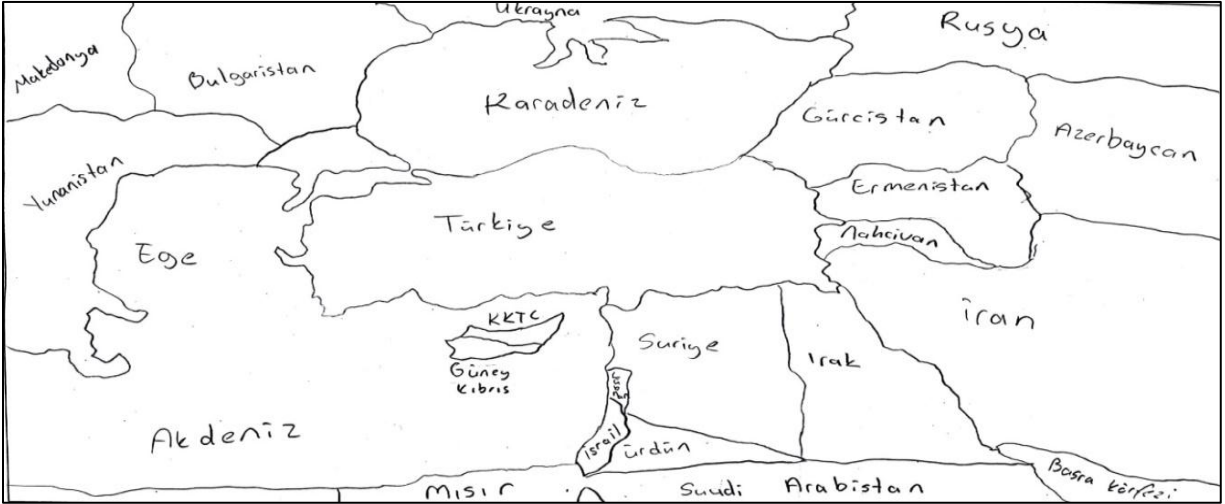 Ukrayna
Rusya
Makedonya
Bulgaristan
Karadeniz
Gürcistan
Azerbaycan
Yunanistan
Ermenistan
Türkiye
Nahcivan
Ege
İran
KKTC
Suriye
Irak
Güney
Kıbrıs
Akdeniz
İsrail
ürdün
Basra Körfezi
Mısır
Suudi Arabistan